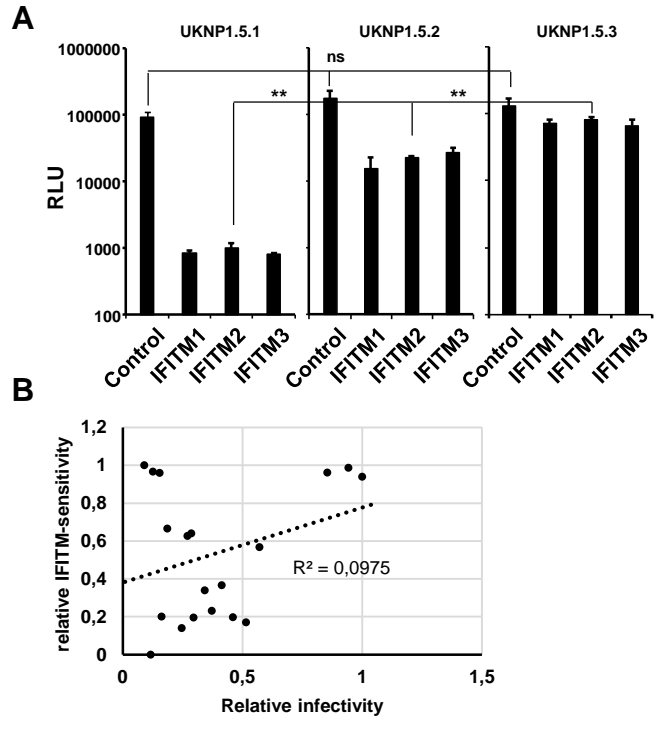 A
UKNP1.5.1 UKNP1.5.2 UKNP1.5.3
1000000
ns
** **
100000
10000
RLU
1000
100
Control IFITM1 IFITM2 IFITM3 Control IFITM1 IFITM2 IFITM3 Control IFITM1 IFITM2 IFITM3
B
1,2
1
0,8
0,6
R² = 0,0975
0,4
0,2
0
relative IFITM-sensitivity
0 0,5 1 1,5
Relative infectivity